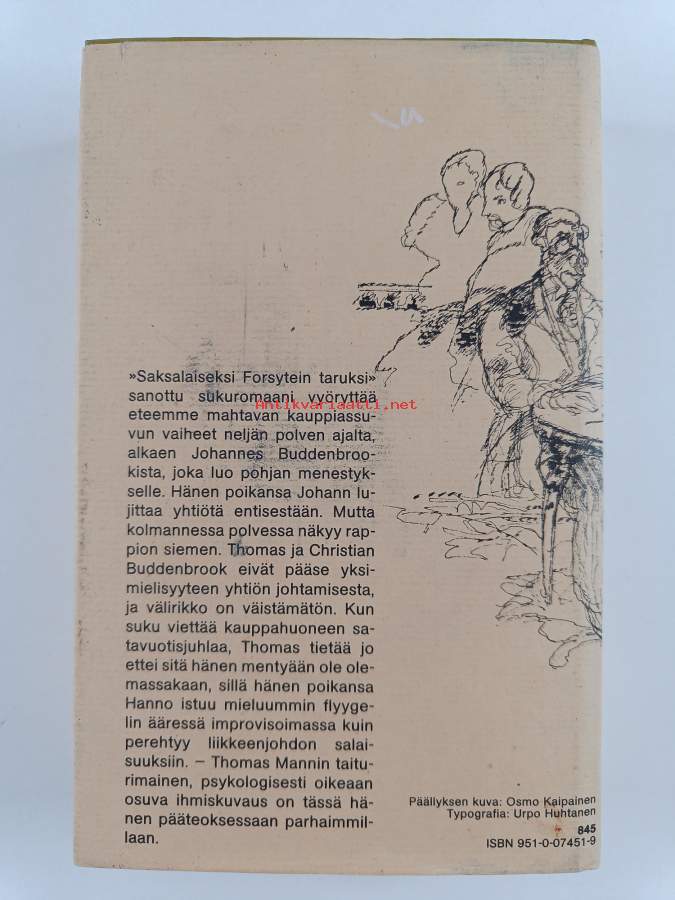 »Saksalaiseksi Forsytein taruksi»
sanottu sukuromaani vyöryttää
eteemme mahtavan kauppiassu-
vun vaiheet neljän polven ajalta,
alkaen Johannes Buddenbroo-
kista, joka luo pohjan menestyk-
selle. Hänen poikansa Johann lu-
jittaa yhtiötä entisestään. Mutta
kolmannessa polvessa näkyy rap-
pion siemen. Thomas ja Christian
Buddenbrook eivät pääse yksi-
mielisyyteen yhtiön johtamisesta,
ja välirikko on väistämätön. Kun
suku viettää kauppahuoneen sa-
tavuotisjuhlaa, Thomas tietää jo
ettei sitä hänen mentyään ole ole-
massakaan, sillä hänen poikansa
Hanno istuu mieluummin flyyge-
lin ääressä improvisoimassa kuin
perehtyy liikkeenjohdon salai-
suuksiin. – Thomas Mannin taitu-
rimainen, psykologisesti oikeaan
osuva ihmiskuvaus on tässä hä-
nen pääteoksessaan parhaimmil-
laan.
Antikvariaatti.net
Päällyksen kuva: Osmo Kaipainen
Typografia: Urpo Huhtanen
845
ISBN 951-0-07451-9